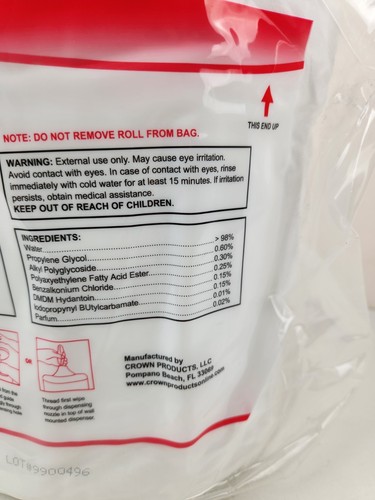 THIS END UP
NOTE: DO NOT REMOVE ROLL FROM BAG.
WARNING: External use only. May cause eye irritation.
Avoid contact with eyes. In case of contact with eyes, rinse
immediately with cold water for at least 15 minutes. If irritation
persists, obtain medical assistance.
KEEP OUT OF REACH OF CHILDREN.
INGREDIENTS:
Water > 98%
Propylene Glycol 0.60%
Alkyl Polyglycoside 0.30%
Polyaxyethylene Fatty Acid Ester 0.25%
Benzalkonium Chloride 0.15%
DMDM Hydantoin 0.15%
Iodopropynyl BUtylcarbamate 0.01%
Parfum 0.02%
OR
Manufactured by
CROWN PRODUCTS, LLC
Pompano Beach, FL 33069
www.crownproductsonline.com
Thread first wipe
through dispensing
nozzle in top of wall
mounted dispenser.
LOT#9900496